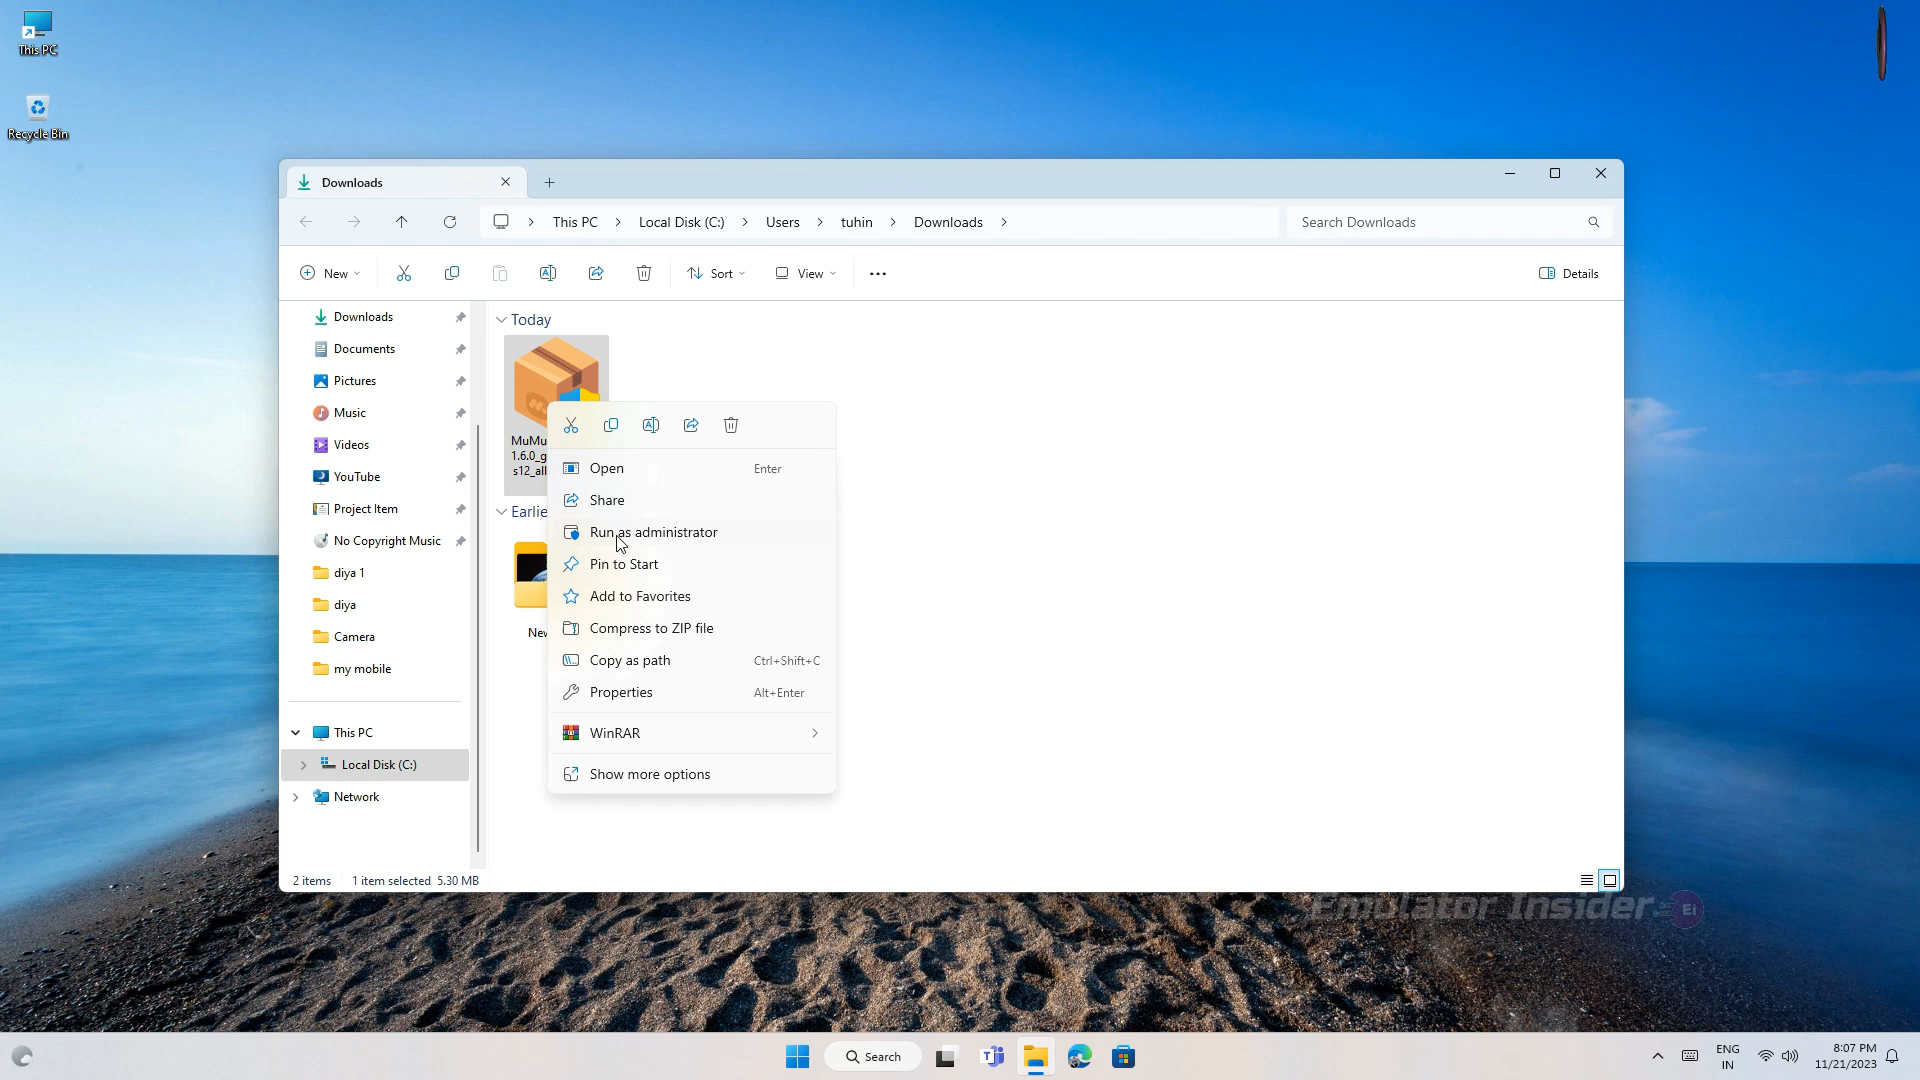 This PC
Recycle Bin
Downloads
This PC
Local Disk (C:)
Users
tuhin
Downloads
Search Downloads
New
Sort
View
Details
Downloads
Documents
Pictures
Music
Videos
YouTube
Project Item
No Copyright Music
diya 1
diya
Camera
my mobile
This PC
Local Disk (C:)
Network
Today
MuMu
1.6.0_g
s12_all
Earlie
New
Open Enter
Share
Run as administrator
Pin to Start
Add to Favorites
Compress to ZIP file
Copy as path Ctrl+Shift+C
Properties Alt+Enter
WinRAR
Show more options
2 items 1 item selected 5.30 MB
Emulator Insider Ei
Search
ENG
IN
8:07 PM
11/21/2023